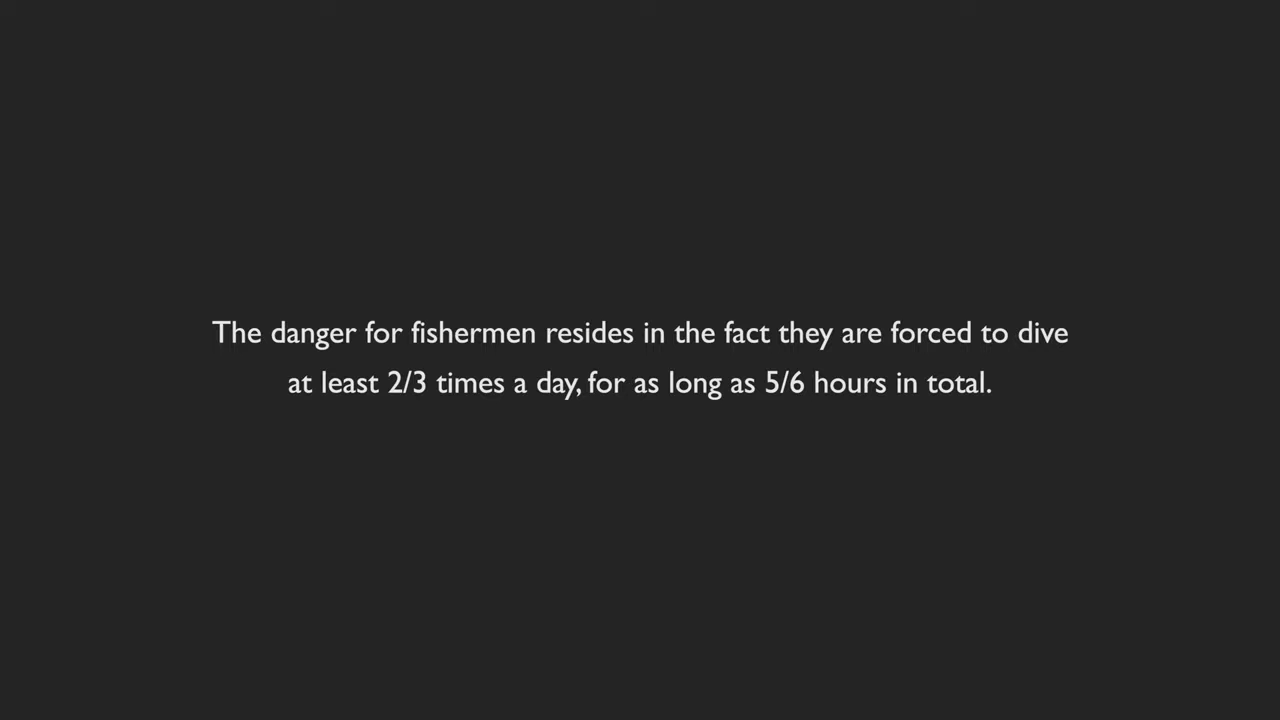 The danger for fishermen resides in the fact they are forced to dive
at least 2/3 times a day, for as long as 5/6 hours in total.